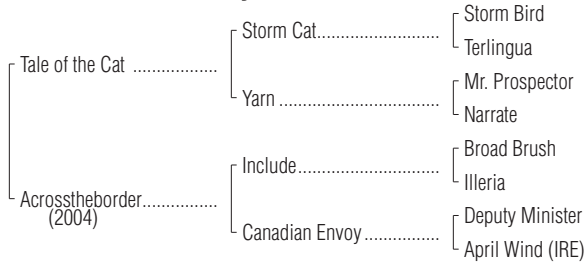 Storm Bird
Storm Cat..................................
Terlingua
Tale of the Cat .................
Mr. Prospector
Yarn ........................................
Narrate
Broad Brush
Include...................................
Illeria
Acrosstheborder...............
(2004)
Deputy Minister
Canadian Envoy...................
April Wind (IRE)